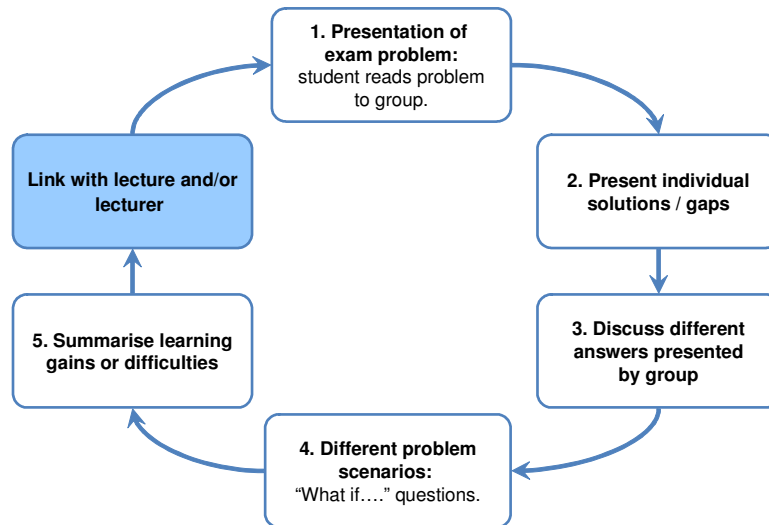 1. Presentation of
exam problem:
student reads problem
to group.
2. Present individual
solutions / gaps
3. Discuss different
answers presented
by group
4. Different problem
scenarios:
“What if….” questions.
5. Summarise learning
gains or difficulties
Link with lecture and/or
lecturer